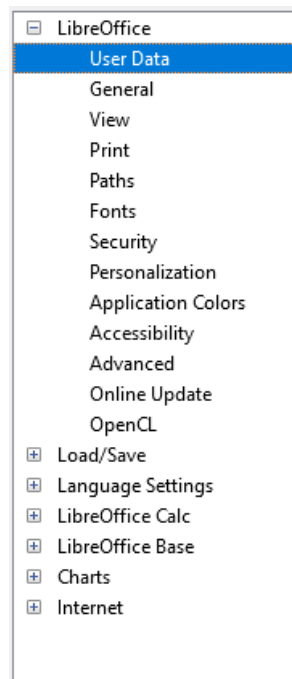 LibreOffice
User Data
General
View
Print
Paths
Fonts
Security
Personalization
Application Colors
Accessibility
Advanced
Online Update
OpenCL
Load/Save
Language Settings
LibreOffice Calc
LibreOffice Base
Charts
Internet